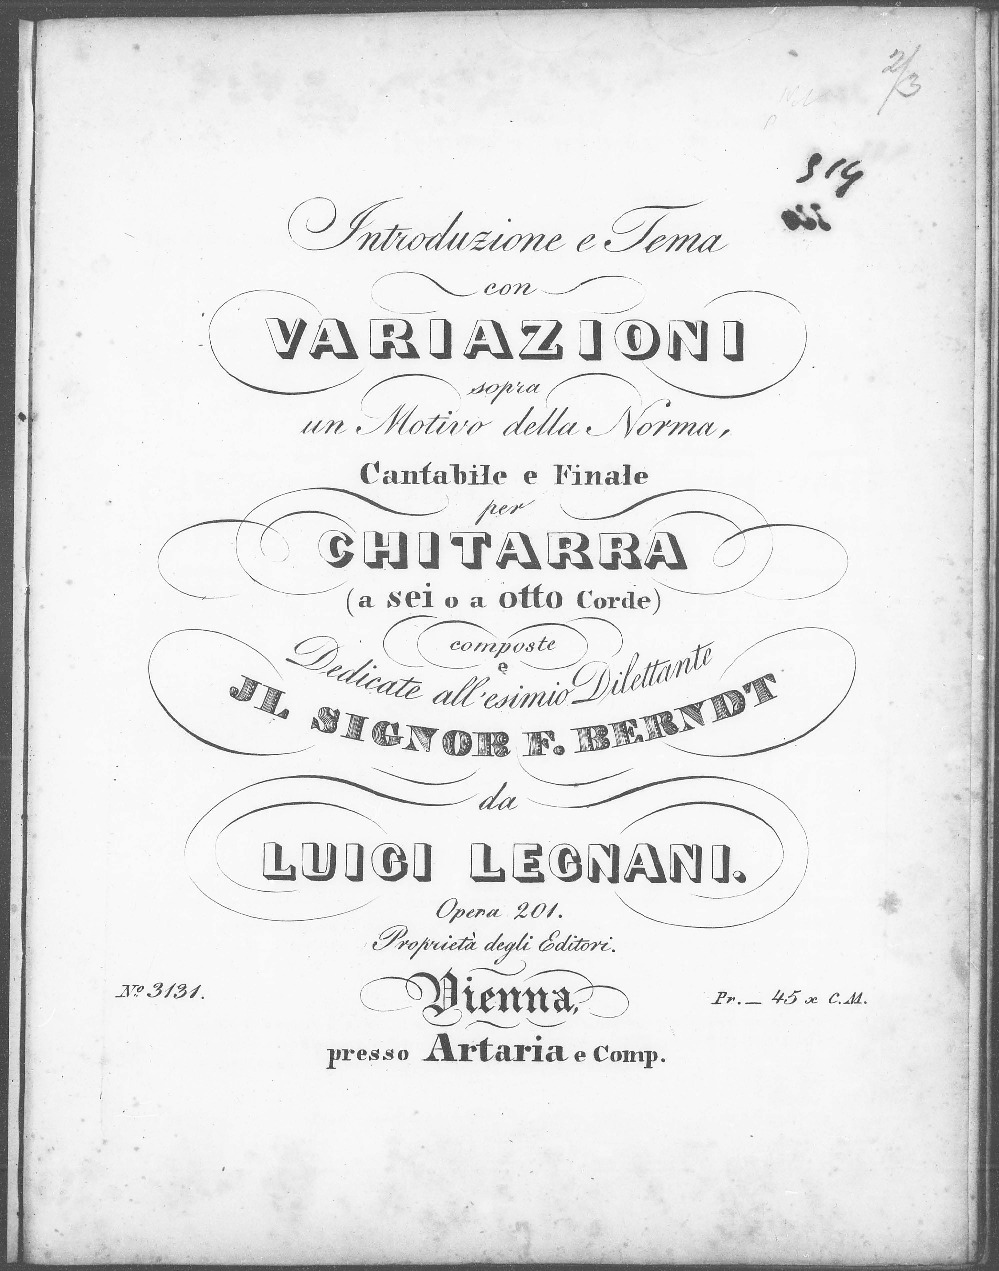 2/3
Introduzione e Tema
con
VARIAZIONI
sopra
un Motivo della Norma,
Cantabile e Finale
per
CHITARRA
(a sei o a otto Corde)
composte
e
Dedicate all'esimio Dilettante
JL SIGNOR F. BERNDT
da
LUIGI LEGNANI.
Opera 201.
Proprietà degli Editori.
No 3131.
Vienna,
Pr. — 45 x C.M.
presso Artaria e Comp.